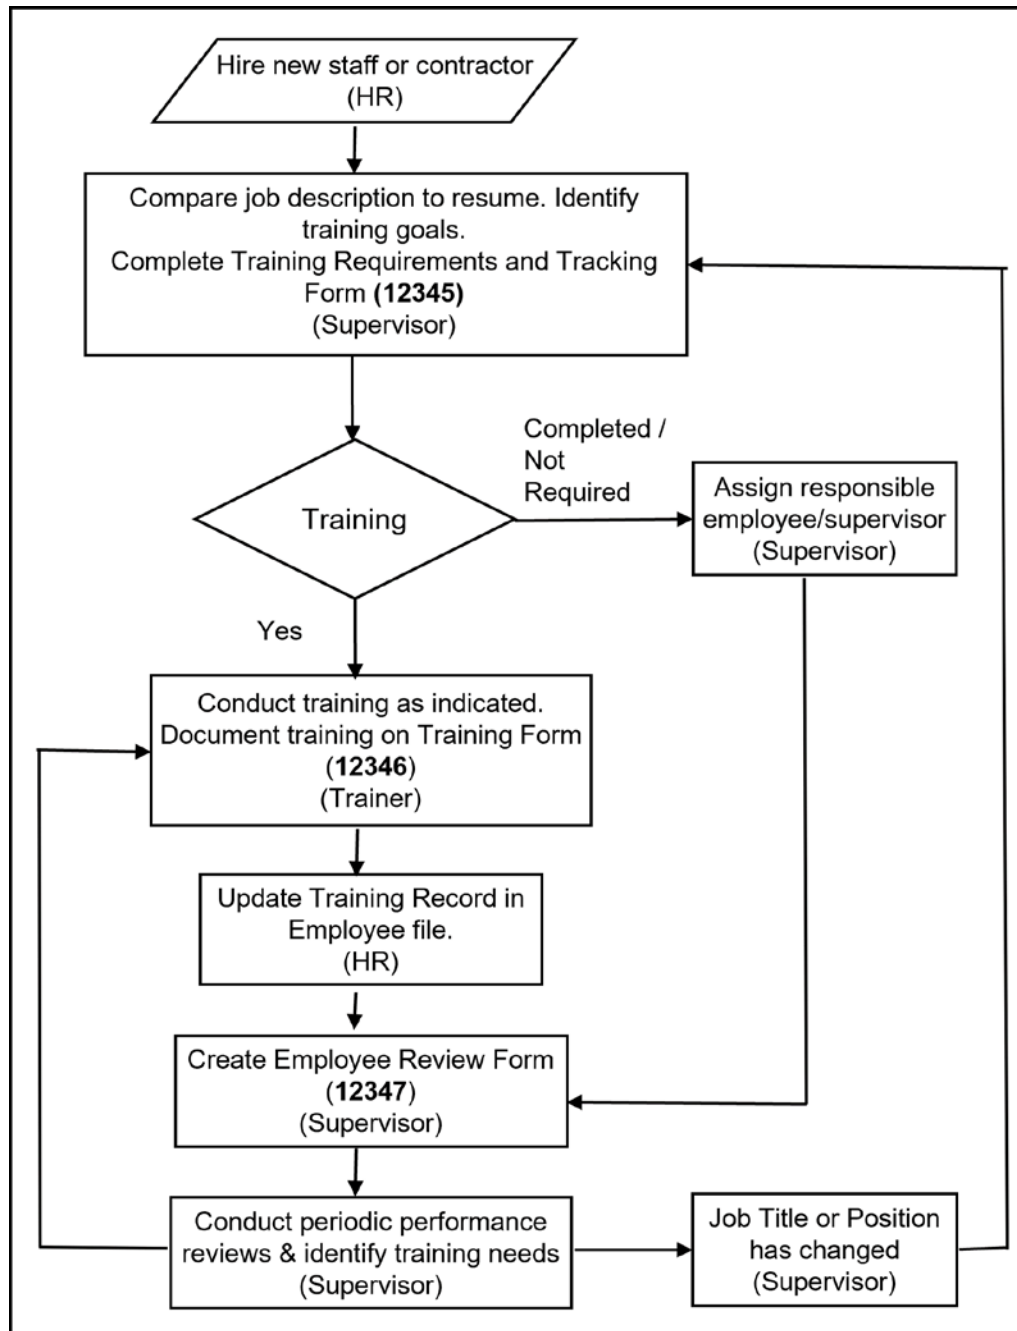 Hire new staff or contractor
(HR)
Compare job description to resume. Identify
training goals.
Complete Training Requirements and Tracking
Form (12345)
(Supervisor)
Training
Completed /
Not
Required
Assign responsible
employee/supervisor
(Supervisor)
Yes
Conduct training as indicated.
Document training on Training Form
(12346)
(Trainer)
Update Training Record in
Employee file.
(HR)
Create Employee Review Form
(12347)
(Supervisor)
Conduct periodic performance
reviews & identify training needs
(Supervisor)
Job Title or Position
has changed
(Supervisor)